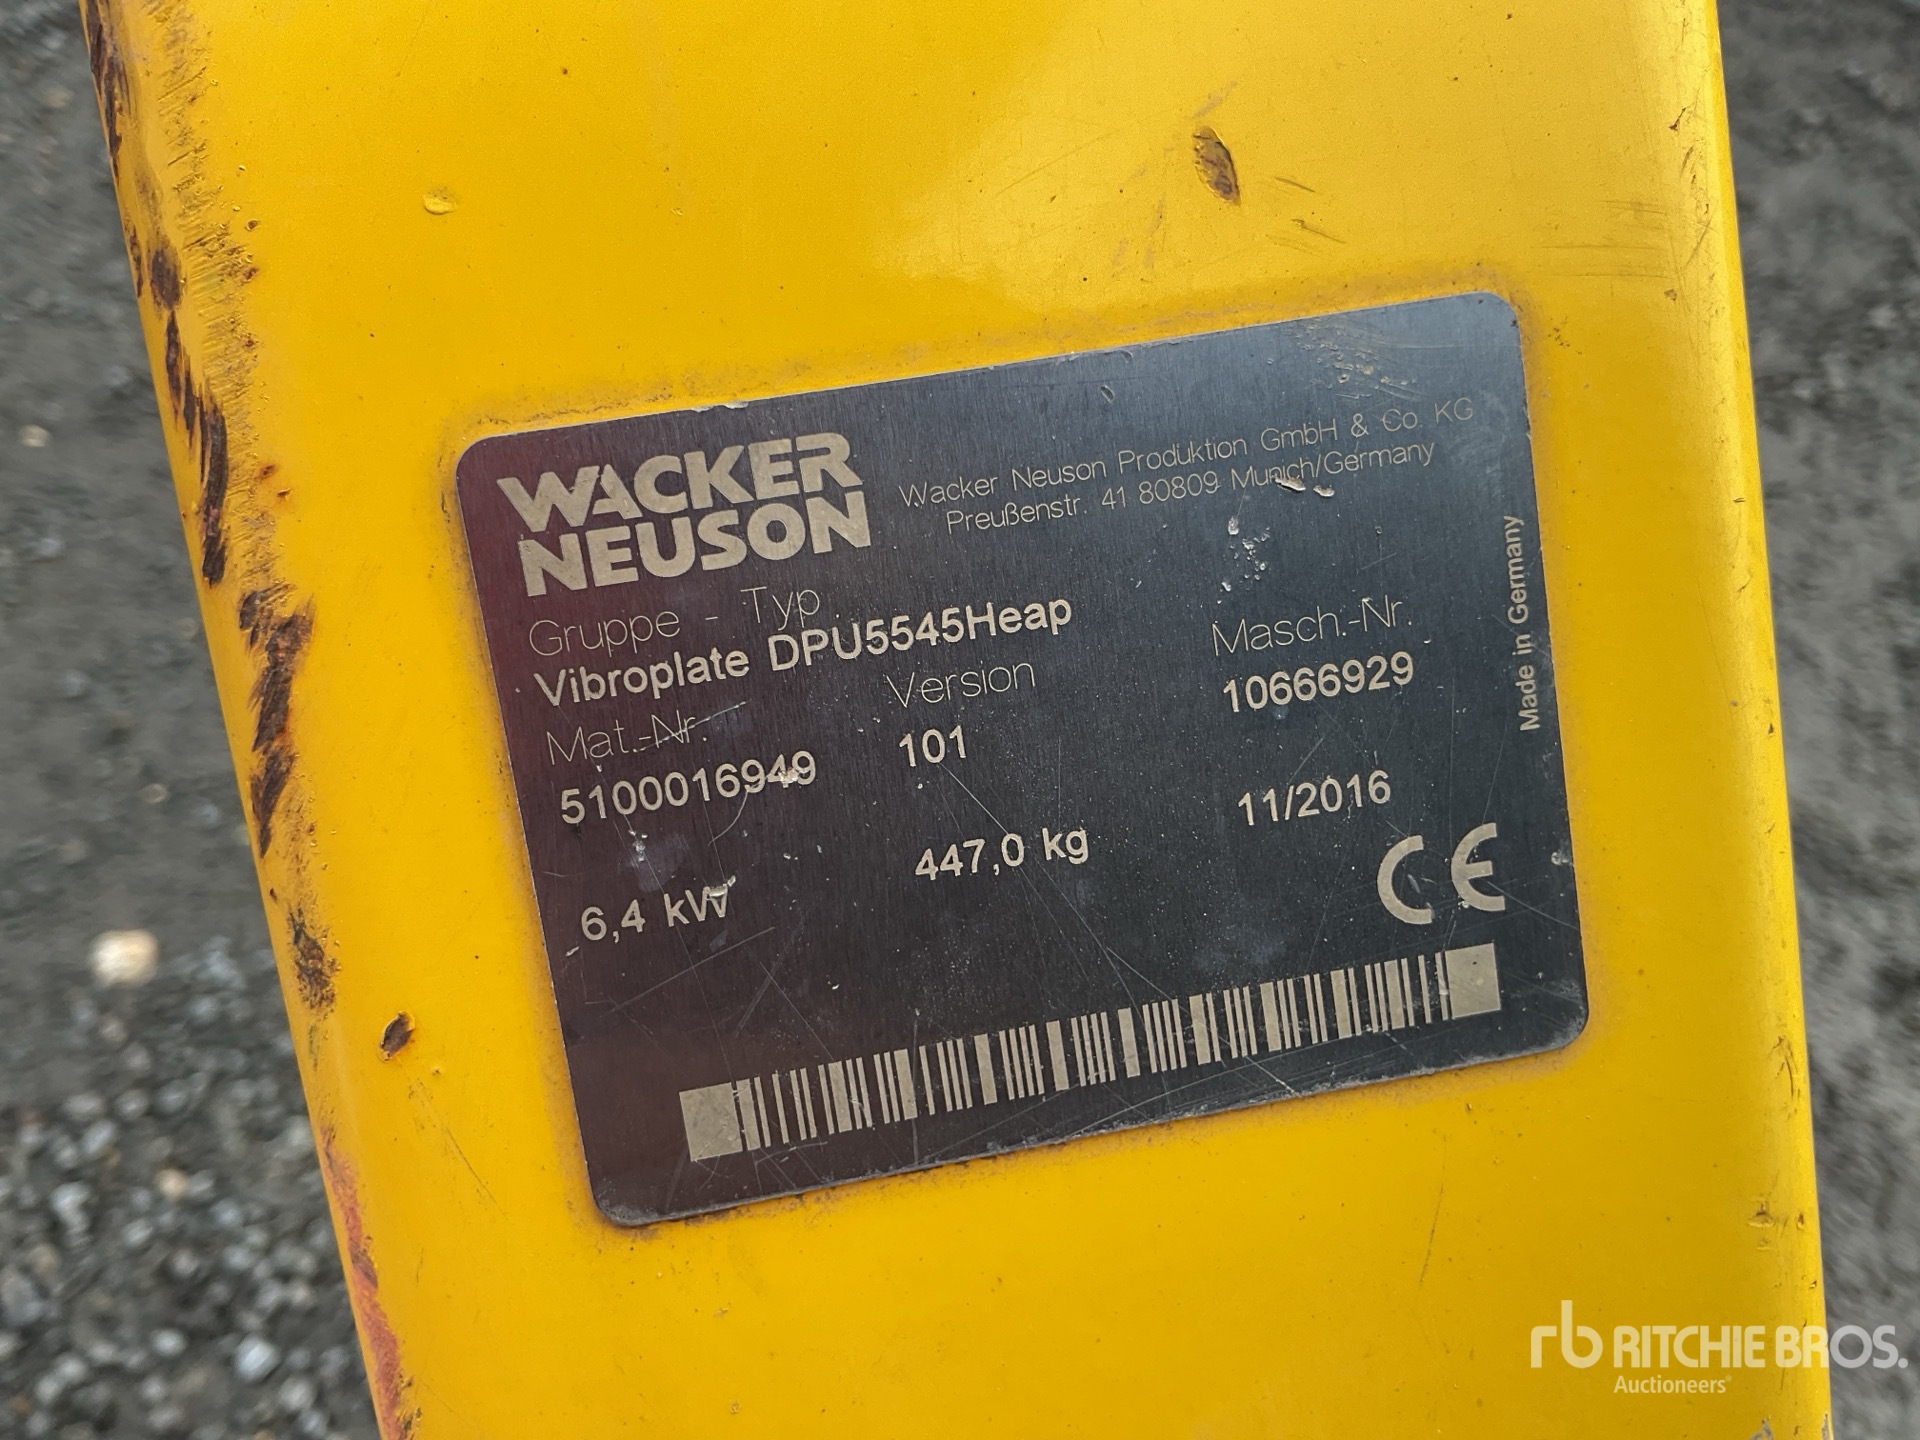 WACKER
NEUSON
Wacker Neuson Produktion GmbH & Co. KG
Preußenstr. 41 80809 Munich/Germany
Gruppe - Typ
Vibroplate DPU5545Heap
Masch.-Nr.
10666929
Mat.-Nr.
Version
5100016949
101
11/2016
6,4 kW
447,0 kg
CE
Made in Germany
rb RITCHIE BROS.
Auctioneers